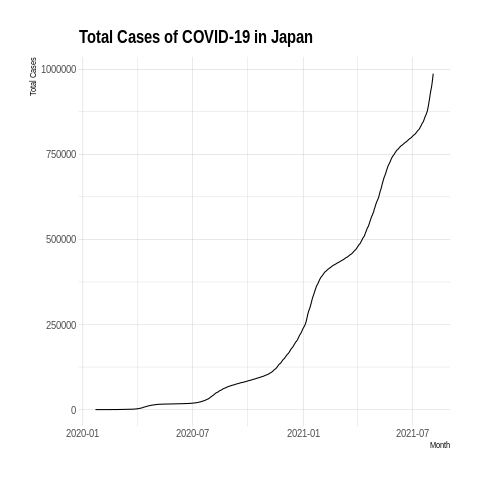 Total Cases of COVID-19 in Japan
Total Cases
1000000
750000
500000
250000
0
2020-01 2020-07 2021-01 2021-07
Month